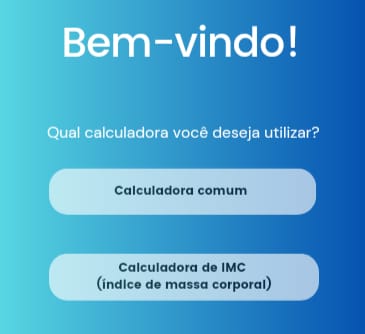 Bem-vindo!
Qual calculadora você deseja utilizar?
Calculadora comum
Calculadora de IMC
(índice de massa corporal)